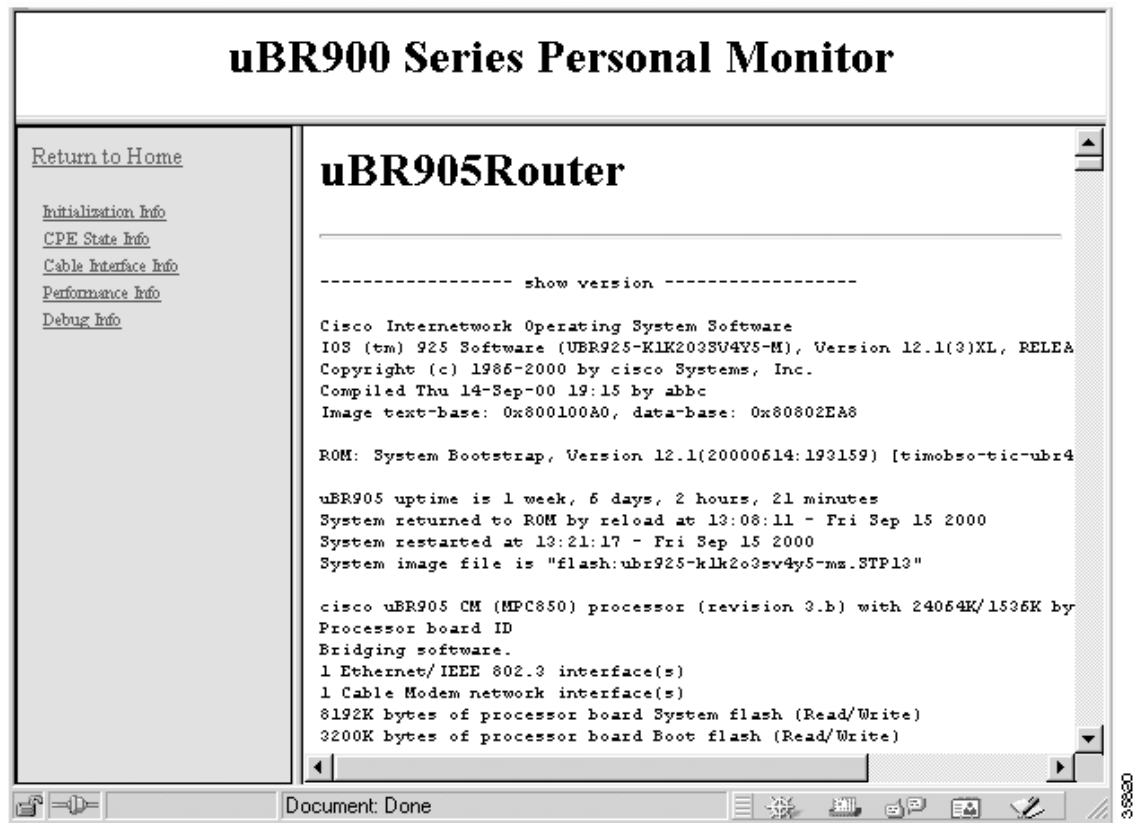 uBR900 Series Personal Monitor
Return to Home
Initialization Info
CPE State Info
Cable Interface Info
Performance Info
Debug Info
uBR905Router
------------------ show version ------------------
Cisco Internetwork Operating System Software
IOS (tm) 925 Software (UBR925-K1K2O3SV4Y5-M), Version 12.1(3)XL, RELEA
Copyright (c) 1986-2000 by cisco Systems, Inc.
Compiled Thu 14-Sep-00 19:15 by abbc
Image text-base: 0x800100A0, data-base: 0x80802EA8
ROM: System Bootstrap, Version 12.1(20000614:193159) [timobso-tic-ubr4
uBR905 uptime is 1 week, 6 days, 2 hours, 21 minutes
System returned to ROM by reload at 13:08:11 - Fri Sep 15 2000
System restarted at 13:21:17 - Fri Sep 15 2000
System image file is "flash:ubr925-k1k2o3sv4y5-mz.STP13"
cisco uBR905 CM (MPC850) processor (revision 3.b) with 24064K/1536K by
Processor board ID
Bridging software.
1 Ethernet/IEEE 802.3 interface(s)
1 Cable Modem network interface(s)
8192K bytes of processor board System flash (Read/Write)
3200K bytes of processor board Boot flash (Read/Write)
Document: Done
36820